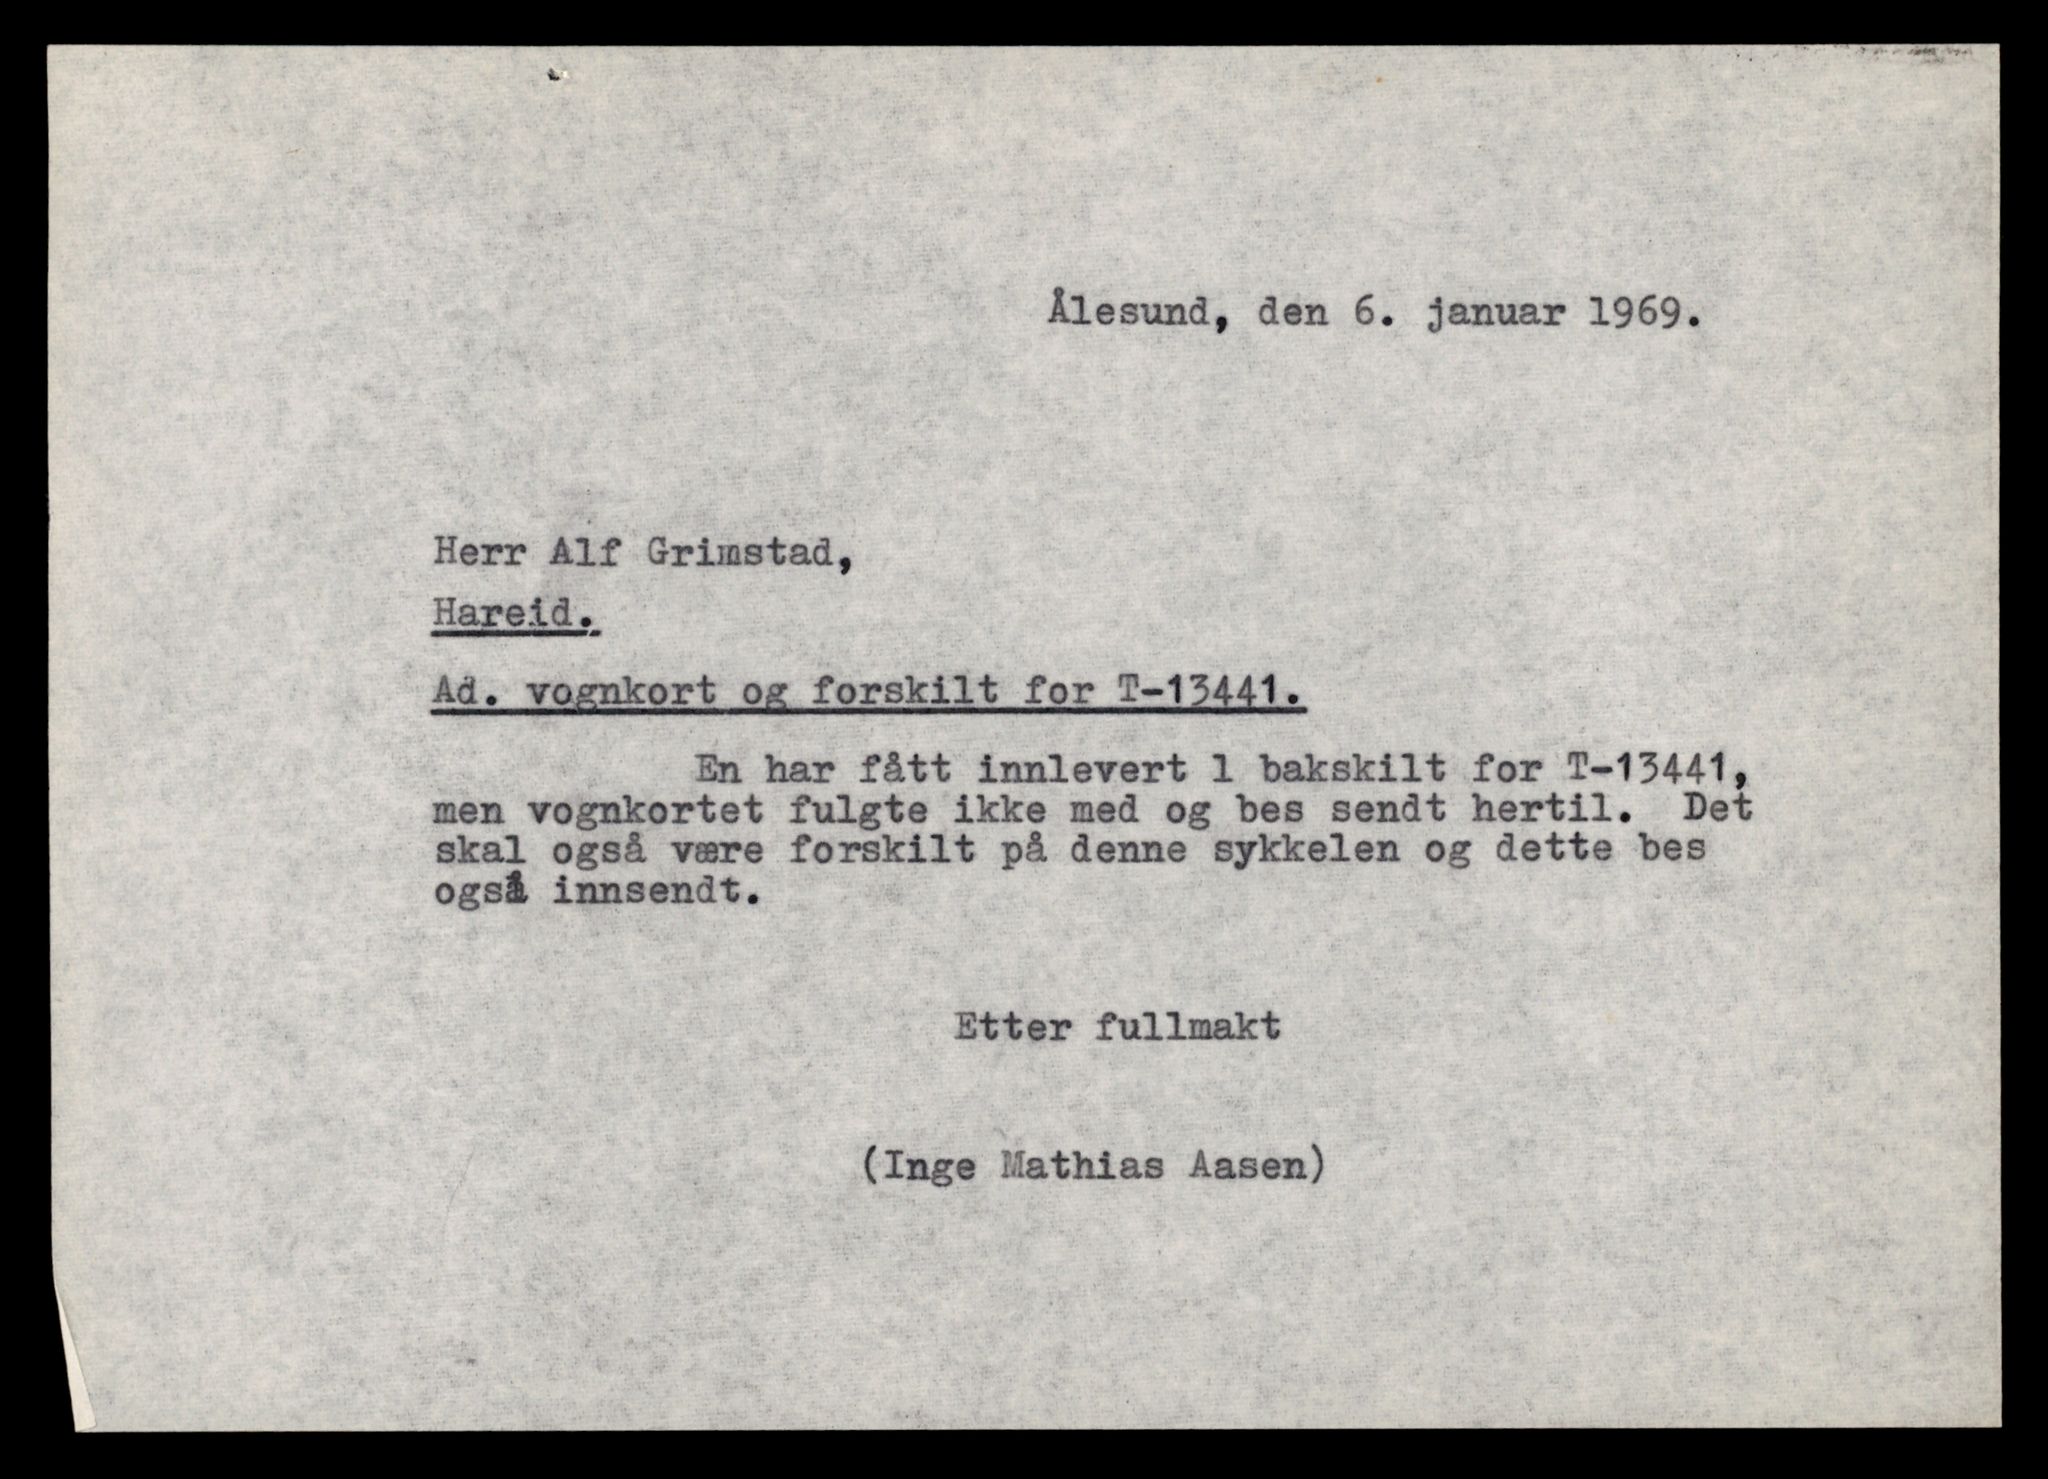 Ålesund, den 6. januar 1969.
Herr Alf Grimstad,
Hareid.
Ad. vognkort og forskilt for T-13441.
En har fått innlevert 1 bakskilt for T-13441,
men vognkortet fulgte ikke med og bes sendt hertil. Det
skal også være forskilt på denne sykkelen og dette bes
også innsendt.
Etter fullmakt
(Inge Mathias Aasen)